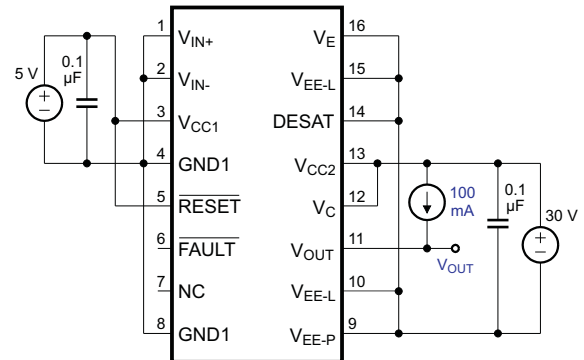 1 V_IN+ V_E 16
2 V_IN- V_EE-L 15
5 V 0.1 µF
3 V_CC1 DESAT 14
4 GND1 V_CC2 13
5 RESET V_C 12
100 mA 0.1 µF 30 V
6 FAULT V_OUT 11
V_OUT
7 NC V_EE-L 10
8 GND1 V_EE-P 9